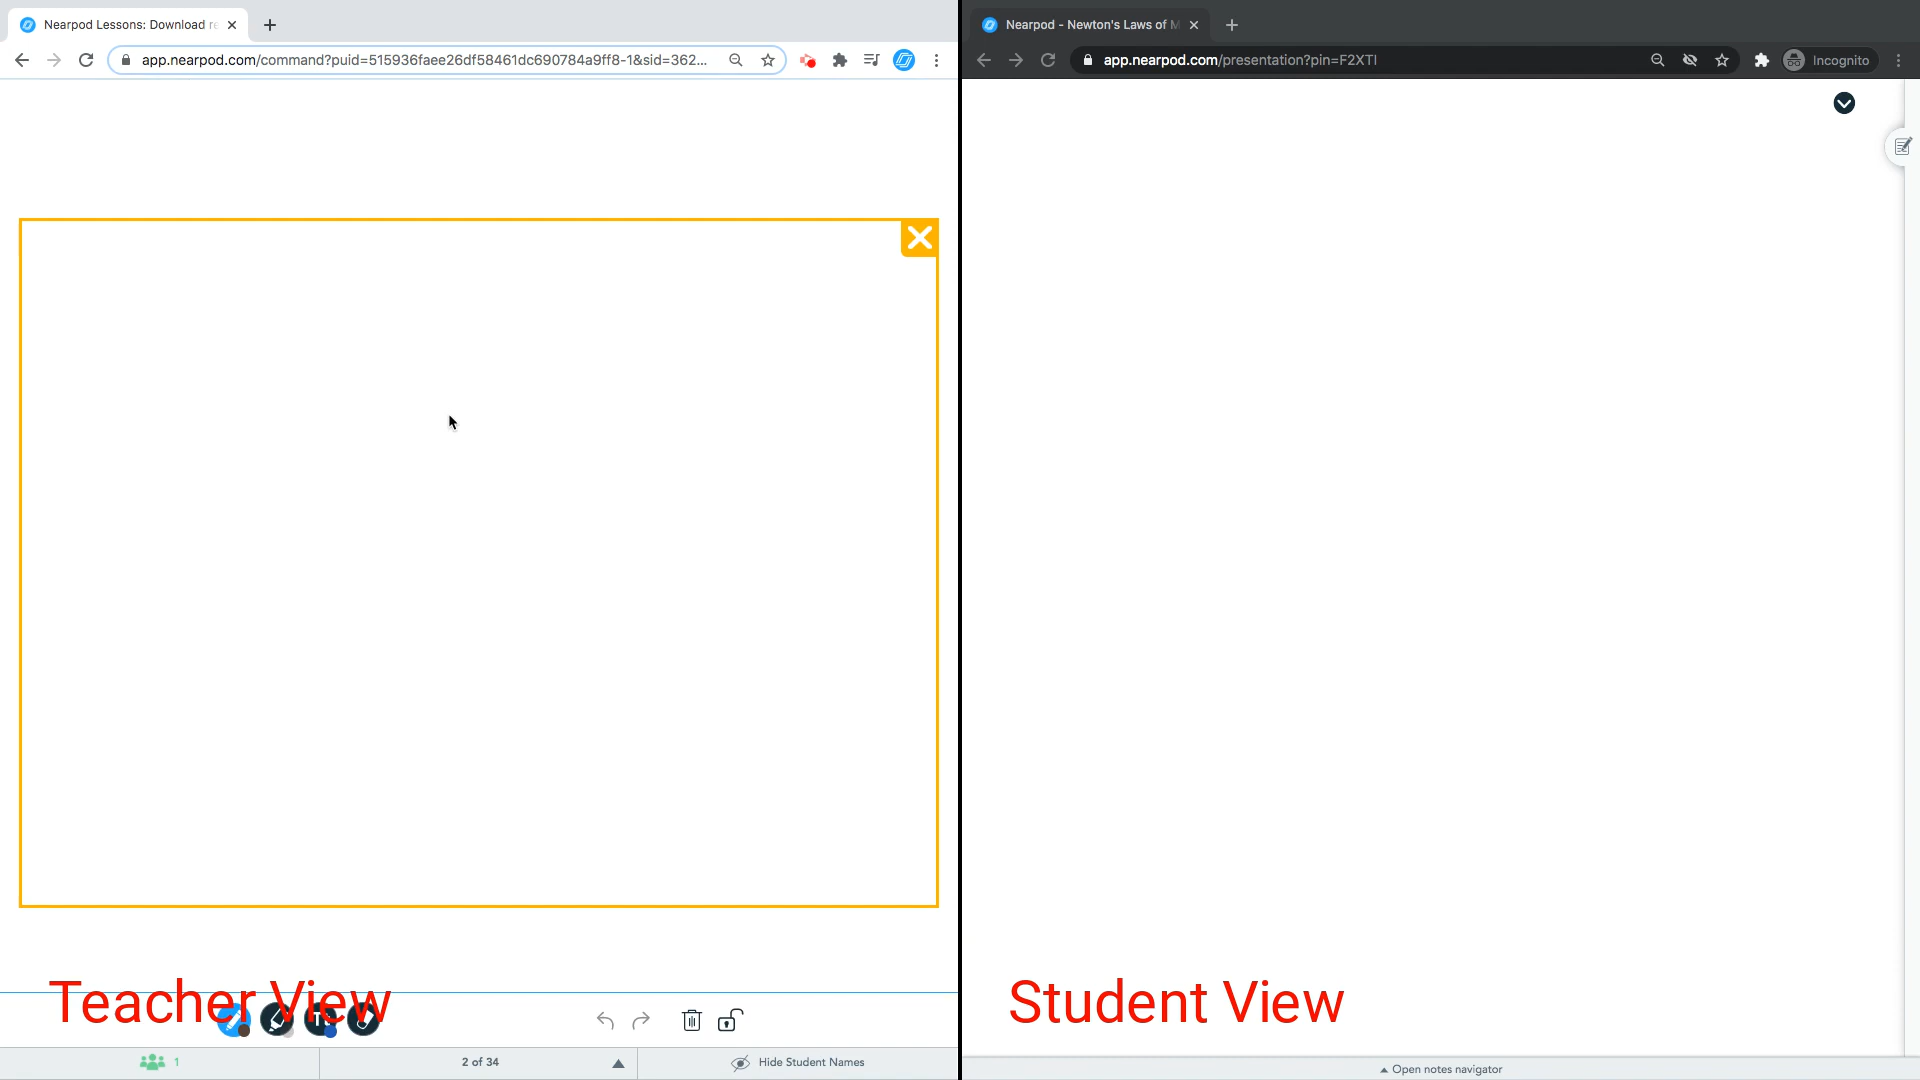 Nearpod Lessons: Download re
Nearpod - Newton's Laws of M
app.nearpod.com/command?puid=515936faee26df58461dc690784a9ff8-1&sid=362...
app.nearpod.com/presentation?pin=F2XTI
Incognito
Teacher View
Student View
T
1
2 of 34
Hide Student Names
Open notes navigator